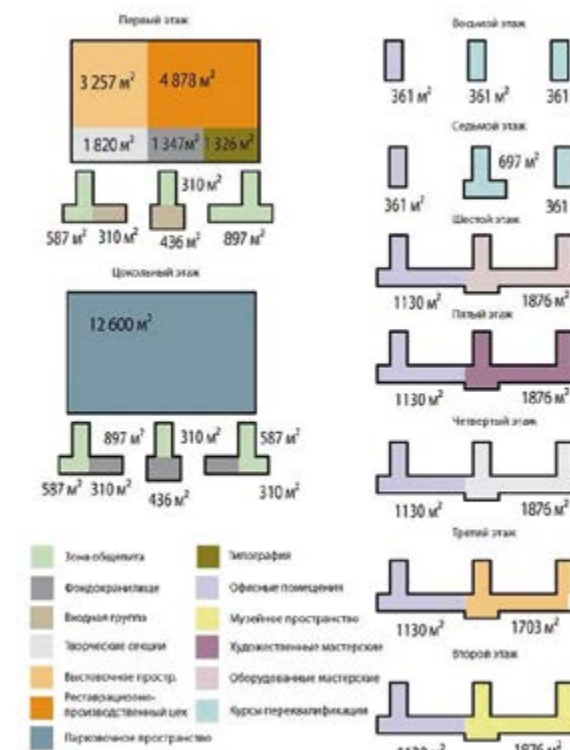 Первый этаж
3 257 м² 4 878 м²
1 820 м² 1 347 м² 1 326 м²
310 м²
587 м² 310 м² 436 м² 897 м²
Цокольный этаж
12 600 м²
897 м² 310 м² 587 м²
587 м² 310 м² 436 м² 310 м²
Зона общепита
Фондохранилище
Входная группа
Творческие секции
Выставочное простр.
Реставрационно-
производственный цех
Парковочное пространство
Типография
Офисные помещения
Музейное пространство
Художественные мастерские
Оборудованные мастерские
Курсы переквалификации
Восьмой этаж
361 м² 361 м² 361
Седьмой этаж
697 м²
361 м² 361
Шестой этаж
1130 м² 1876 м²
Пятый этаж
1130 м² 1876 м²
Четвертый этаж
1130 м² 1876 м²
Третий этаж
1130 м² 1703 м²
Второй этаж
1130 м² 1876 м²